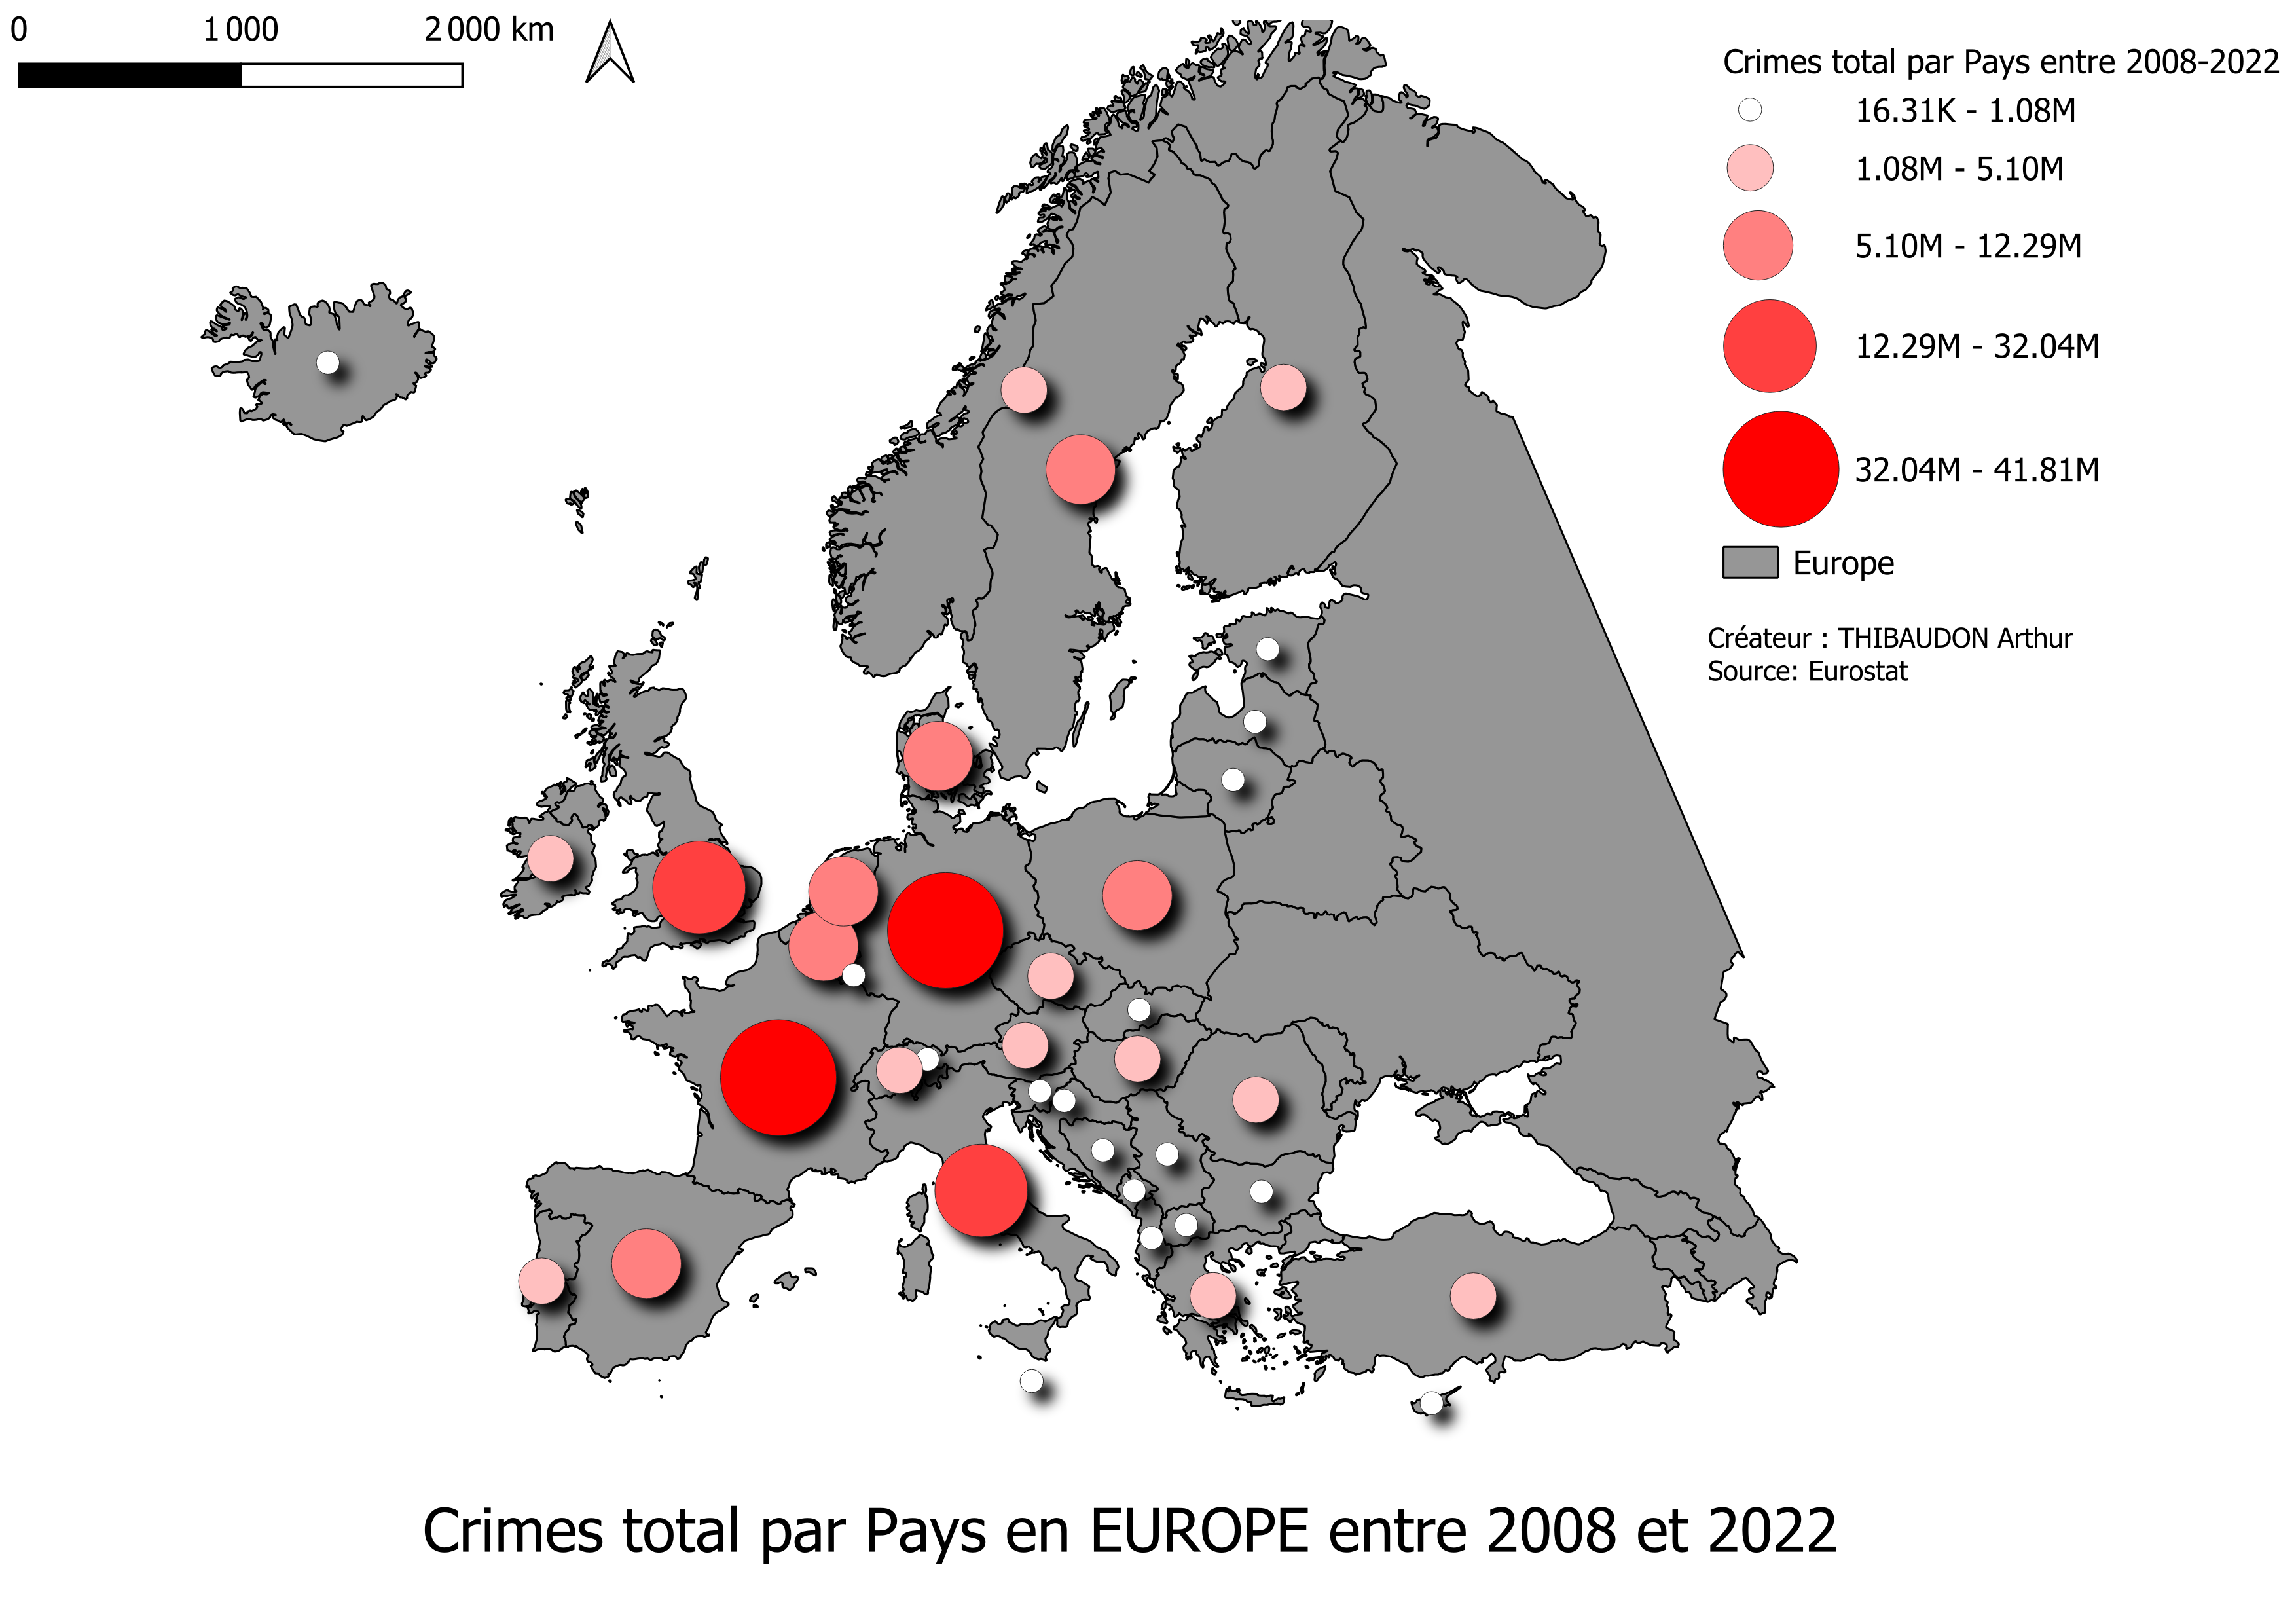 0 1 000 2 000 km
Crimes total par Pays entre 2008-2022
16.31K - 1.08M
1.08M - 5.10M
5.10M - 12.29M
12.29M - 32.04M
32.04M - 41.81M
Europe
Créateur : THIBAUDON Arthur
Source: Eurostat
Crimes total par Pays en EUROPE entre 2008 et 2022